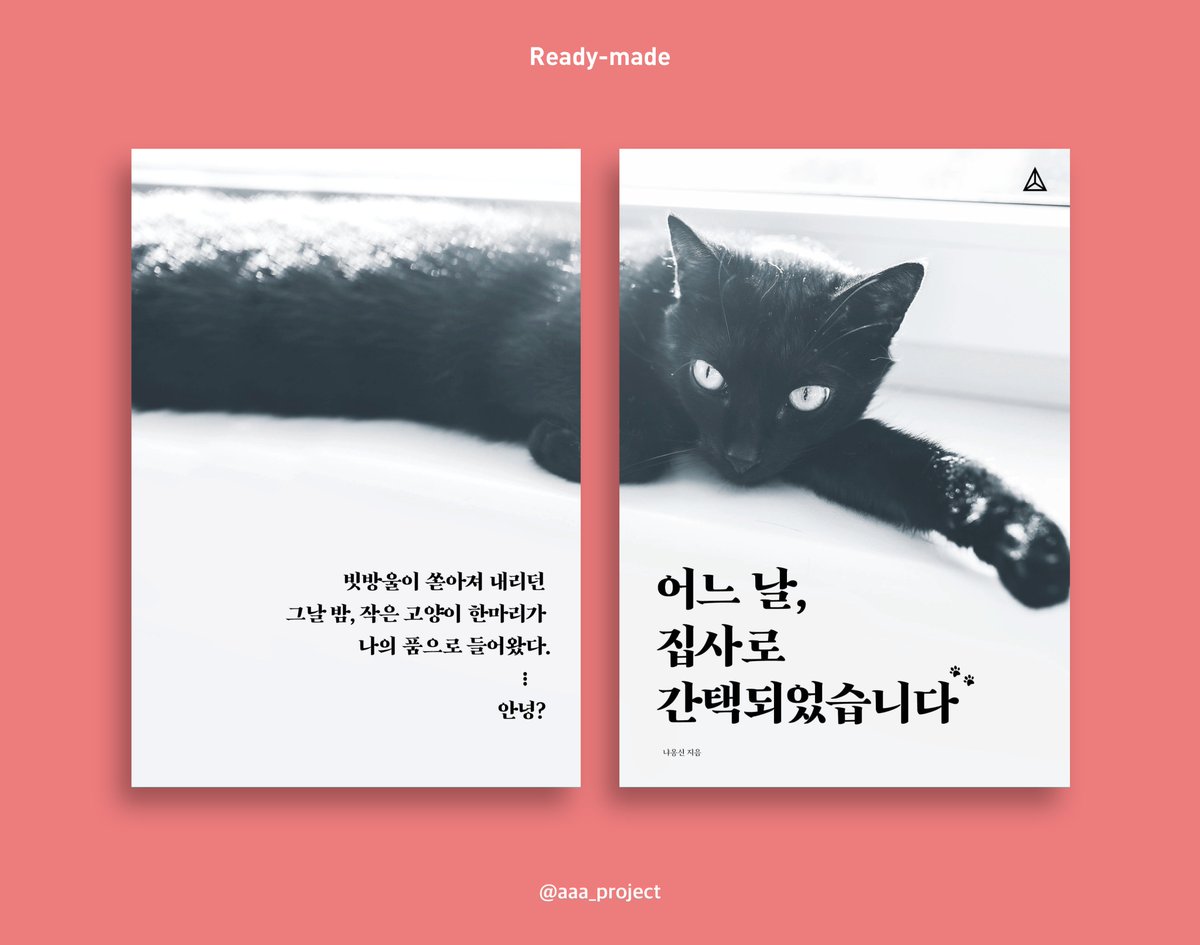 Ready-made
빗방울이 쏟아져 내리던
그날 밤, 작은 고양이 한마리가
나의 품으로 들어왔다.
⋮
안녕?
어느 날,
집사로
간택되었습니다
냐옹신 지음
@aaa_project